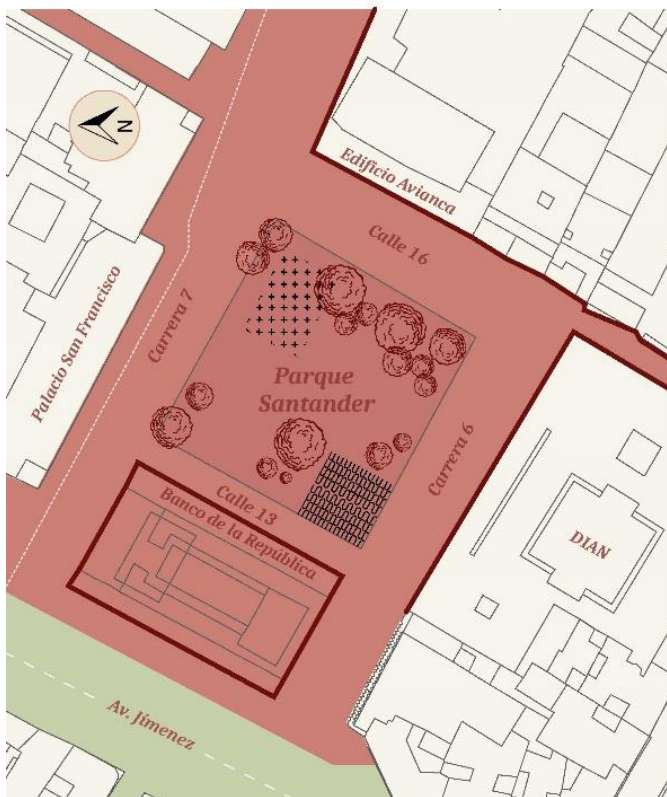 N
Edificio Avianca
Calle 16
Palacio San Francisco
Carrera 7
Parque
Santander
Carrera 6
Calle 13
Banco de la República
DIAN
Av. Jímenez